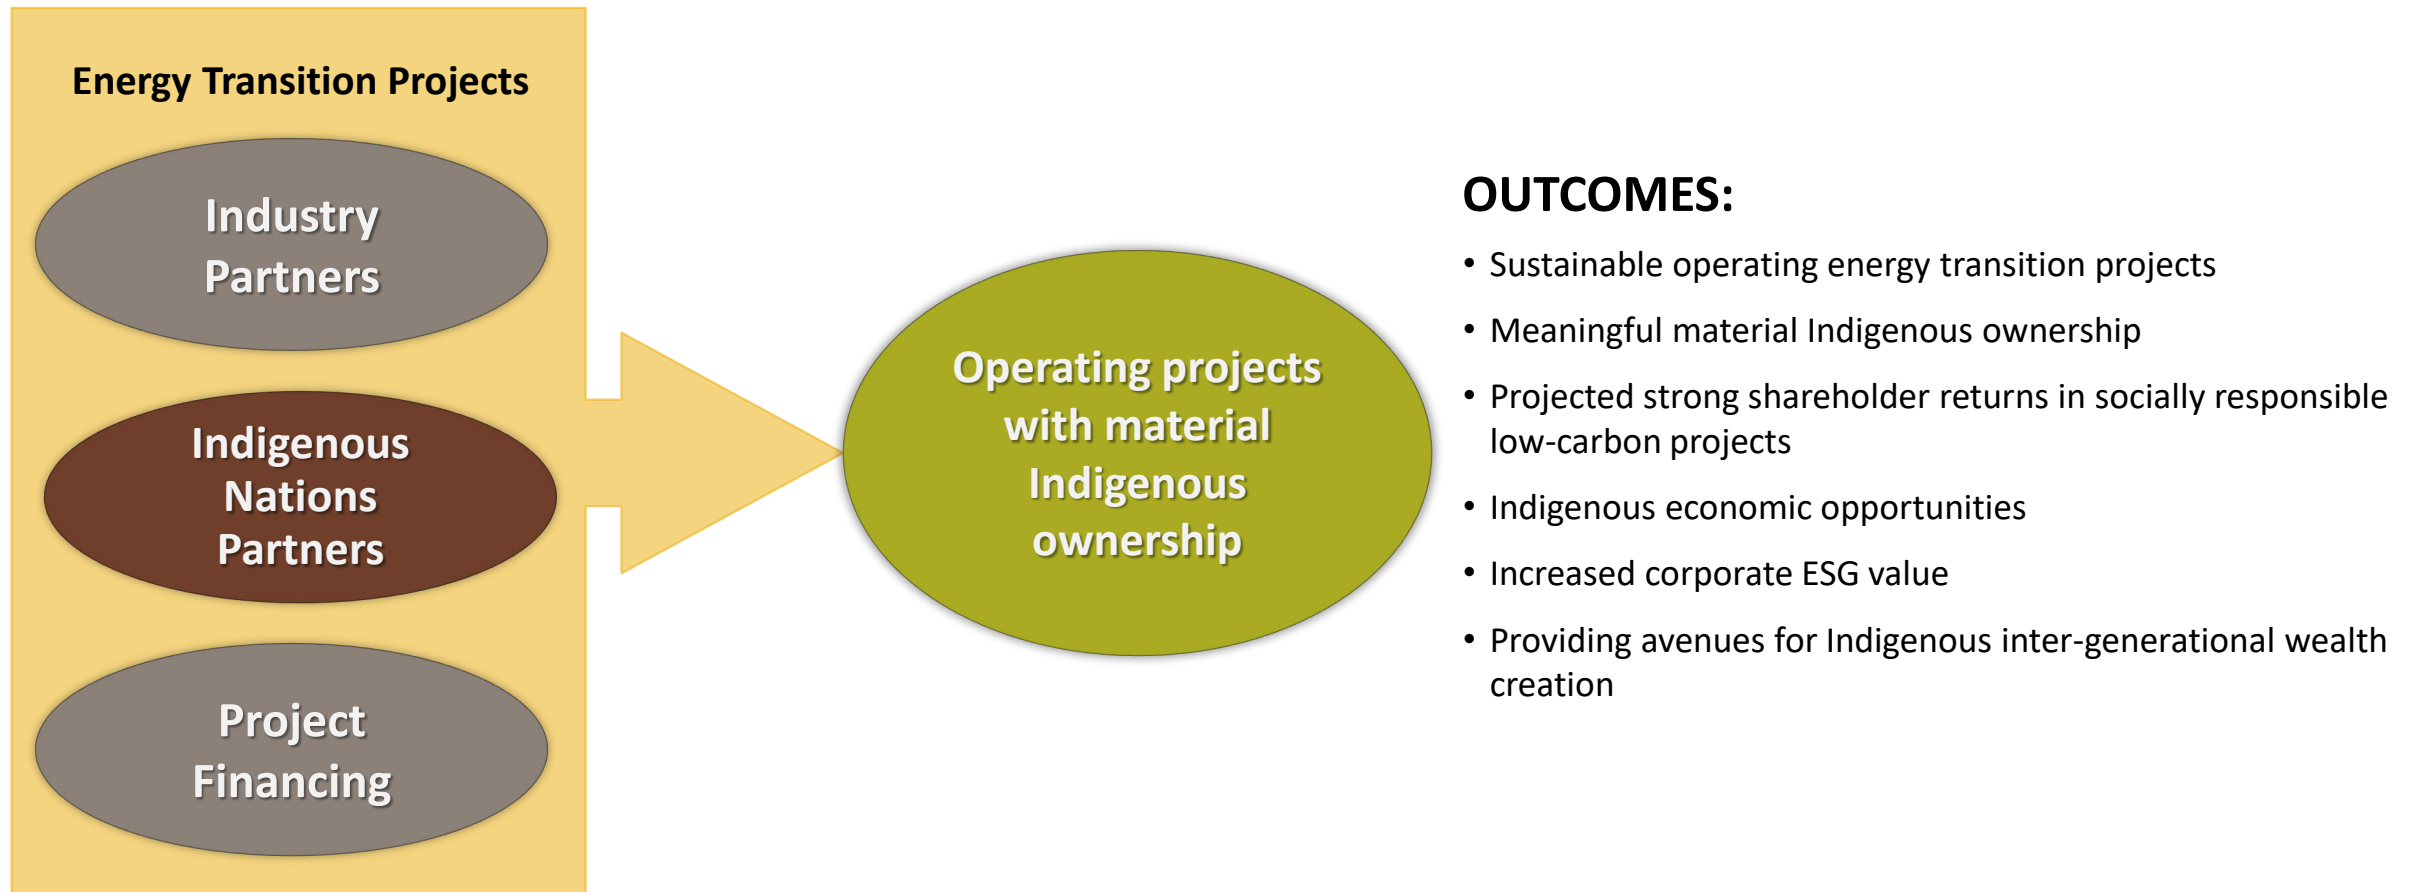 Energy Transition Projects
Industry
Partners
Indigenous
Nations
Partners
Project
Financing
Operating projects
with material
Indigenous
ownership
OUTCOMES:
• Sustainable operating energy transition projects
• Meaningful material Indigenous ownership
• Projected strong shareholder returns in socially responsible
low-carbon projects
• Indigenous economic opportunities
• Increased corporate ESG value
• Providing avenues for Indigenous inter-generational wealth
creation